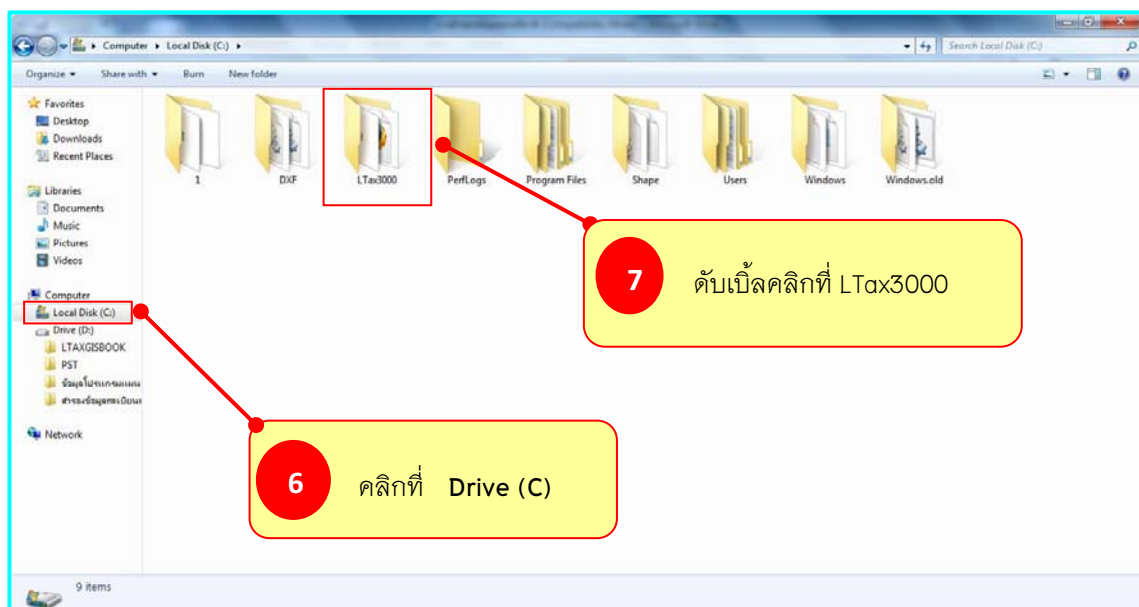 Computer ▸ Local Disk (C:) ▸
Search Local Disk (C:)
Organize Share with Burn New folder
Favorites
Desktop
Downloads
Recent Places
Libraries
Documents
Music
Pictures
Videos
Computer
Local Disk (C:)
Drive (D:)
LTAXGISBOOK
PST
Network
1 DXF LTax3000 PerfLogs Program Files Shape Users Windows Windows.old
7 ดับเบิ้ลคลิกที่ LTax3000
6 คลิกที่ Drive (C)
9 items